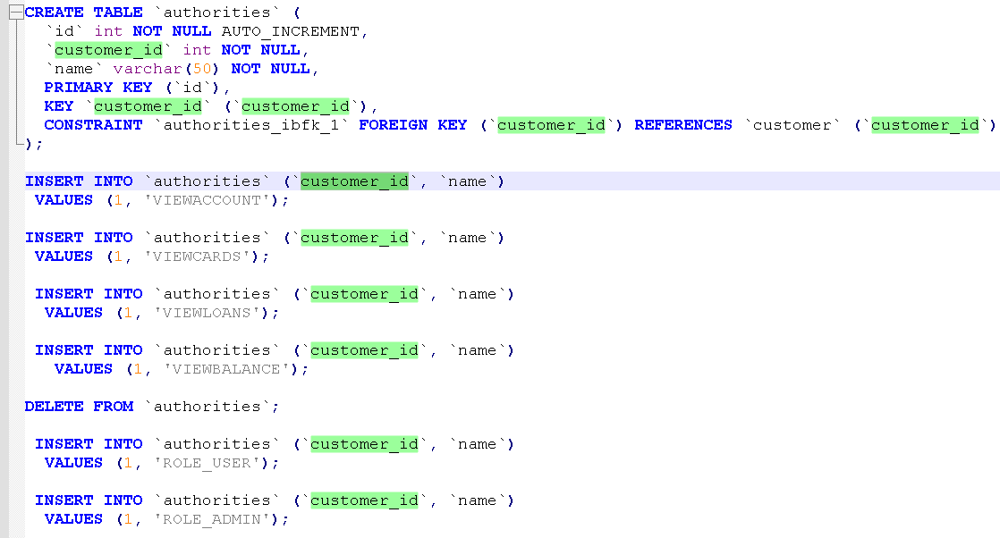 CREATE TABLE `authorities` (
`id` int NOT NULL AUTO_INCREMENT,
`customer_id` int NOT NULL,
`name` varchar(50) NOT NULL,
PRIMARY KEY (`id`),
KEY `customer_id` (`customer_id`),
CONSTRAINT `authorities_ibfk_1` FOREIGN KEY (`customer_id`) REFERENCES `customer` (`customer_id`)
);
INSERT INTO `authorities` (`customer_id`, `name`)
VALUES (1, 'VIEWACCOUNT');
INSERT INTO `authorities` (`customer_id`, `name`)
VALUES (1, 'VIEWCARDS');
INSERT INTO `authorities` (`customer_id`, `name`)
VALUES (1, 'VIEWLOANS');
INSERT INTO `authorities` (`customer_id`, `name`)
VALUES (1, 'VIEWBALANCE');
DELETE FROM `authorities`;
INSERT INTO `authorities` (`customer_id`, `name`)
VALUES (1, 'ROLE_USER');
INSERT INTO `authorities` (`customer_id`, `name`)
VALUES (1, 'ROLE_ADMIN');